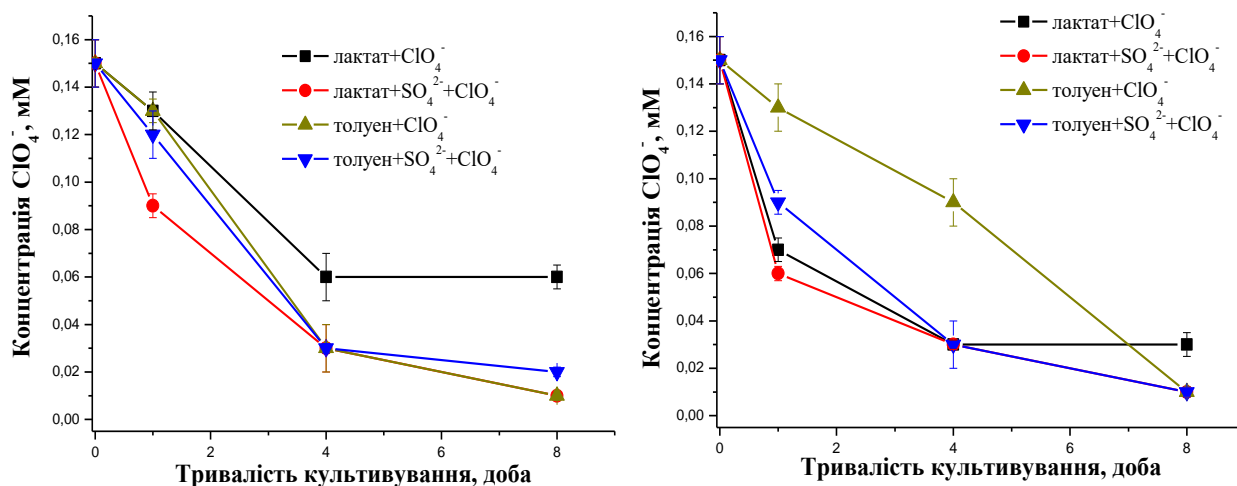 лактат+ClO₄⁻
лактат+SO₄²⁻+ClO₄⁻
толуен+ClO₄⁻
толуен+SO₄²⁻+ClO₄⁻
Концентрація ClO₄⁻, мМ
0,16
0,14
0,12
0,10
0,08
0,06
0,04
0,02
0,00
0
2
4
6
8
Тривалість культивування, доба
лактат+ClO₄⁻
лактат+SO₄²⁻+ClO₄⁻
толуен+ClO₄⁻
толуен+SO₄²⁻+ClO₄⁻
Концентрація ClO₄⁻, мМ
0,16
0,14
0,12
0,10
0,08
0,06
0,04
0,02
0,00
0
2
4
6
8
Тривалість культивування, доба